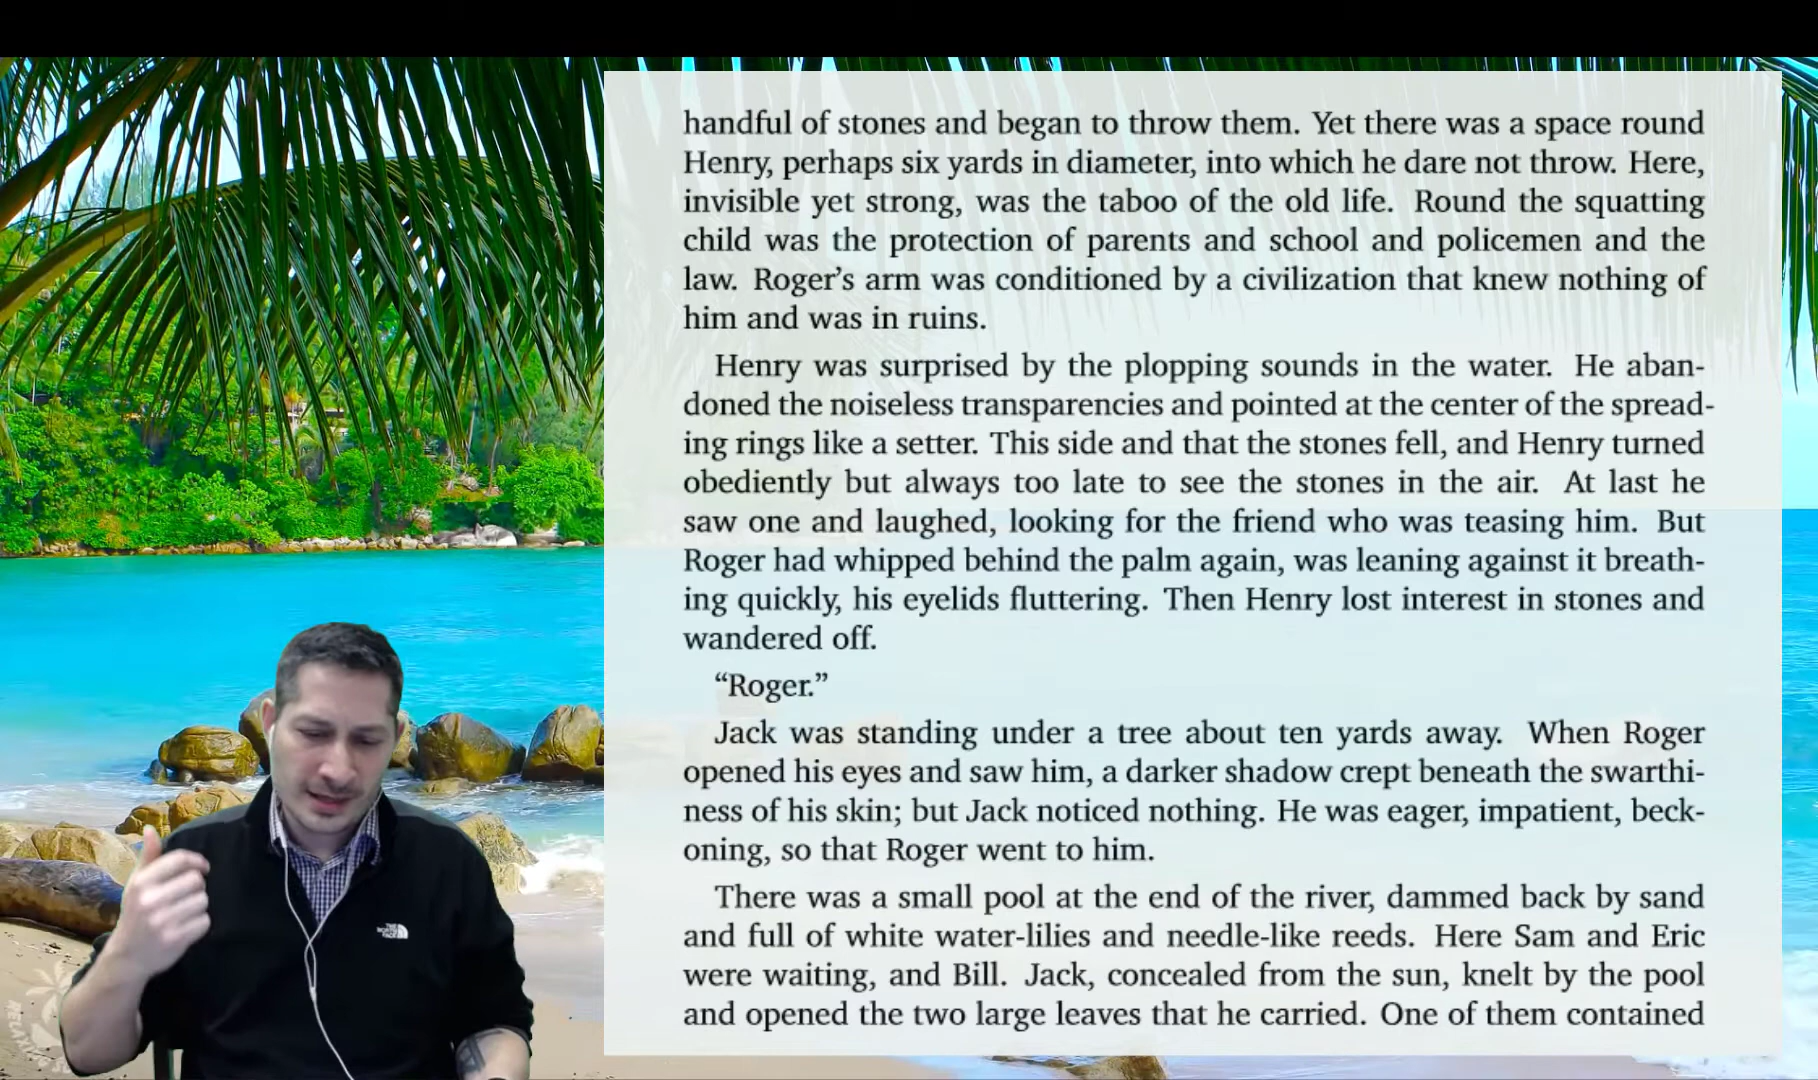 handful of stones and began to throw them. Yet there was a space round
Henry, perhaps six yards in diameter, into which he dare not throw. Here,
invisible yet strong, was the taboo of the old life. Round the squatting
child was the protection of parents and school and policemen and the
law. Roger’s arm was conditioned by a civilization that knew nothing of
him and was in ruins.
Henry was surprised by the plopping sounds in the water. He aban-
doned the noiseless transparencies and pointed at the center of the spread-
ing rings like a setter. This side and that the stones fell, and Henry turned
obediently but always too late to see the stones in the air. At last he
saw one and laughed, looking for the friend who was teasing him. But
Roger had whipped behind the palm again, was leaning against it breath-
ing quickly, his eyelids fluttering. Then Henry lost interest in stones and
wandered off.
“Roger.”
Jack was standing under a tree about ten yards away. When Roger
opened his eyes and saw him, a darker shadow crept beneath the swarthi-
ness of his skin; but Jack noticed nothing. He was eager, impatient, beck-
oning, so that Roger went to him.
There was a small pool at the end of the river, dammed back by sand
and full of white water-lilies and needle-like reeds. Here Sam and Eric
were waiting, and Bill. Jack, concealed from the sun, knelt by the pool
and opened the two large leaves that he carried. One of them contained
THE
NORTH
FACE